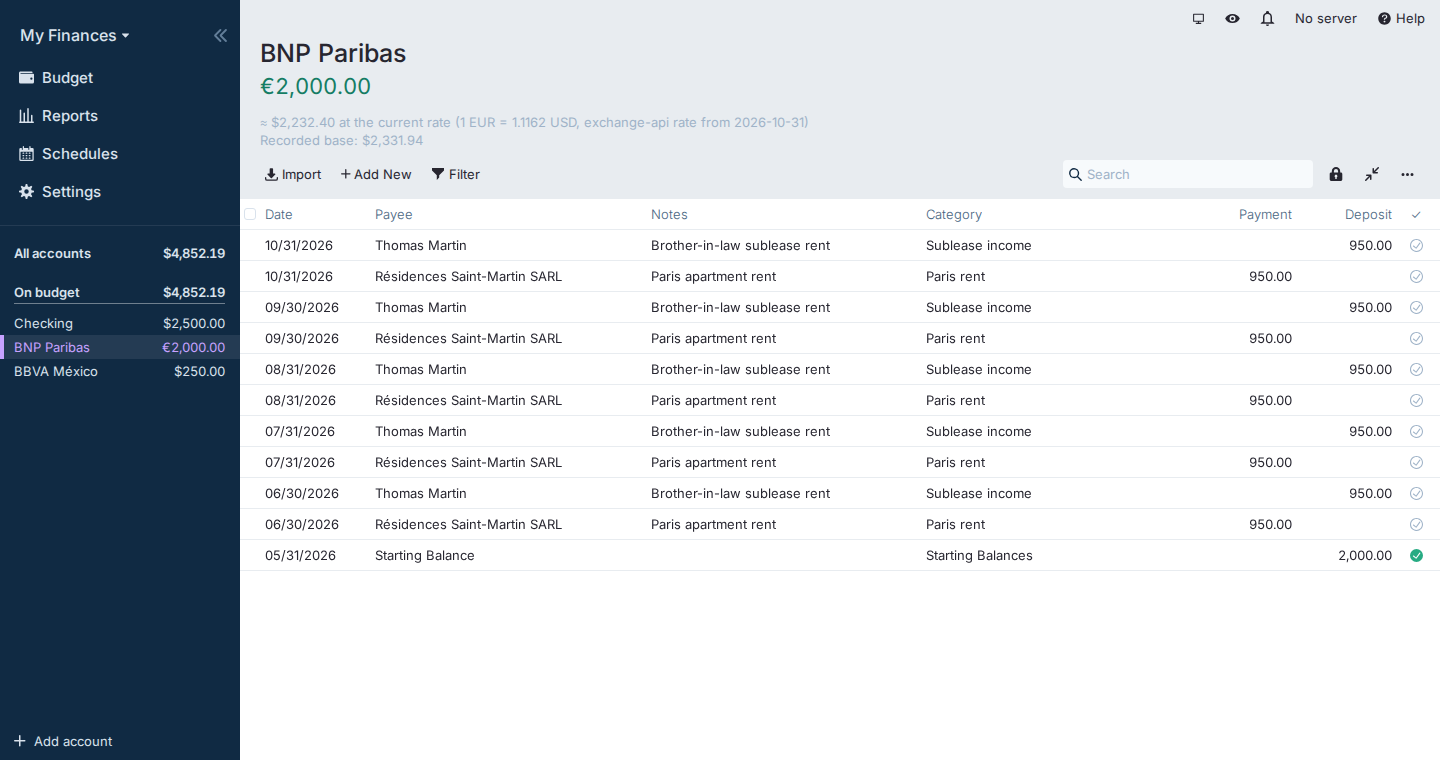 My Finances
Budget
Reports
Schedules
Settings
All accounts $4,852.19
On budget $4,852.19
Checking $2,500.00
BNP Paribas €2,000.00
BBVA México $250.00
Add account
No server Help
BNP Paribas
€2,000.00
≈ $2,232.40 at the current rate (1 EUR = 1.1162 USD, exchange-api rate from 2026-10-31)
Recorded base: $2,331.94
Import Add New Filter Search
Date Payee Notes Category Payment Deposit
10/31/2026 Thomas Martin Brother-in-law sublease rent Sublease income 950.00
10/31/2026 Résidences Saint-Martin SARL Paris apartment rent Paris rent 950.00
09/30/2026 Thomas Martin Brother-in-law sublease rent Sublease income 950.00
09/30/2026 Résidences Saint-Martin SARL Paris apartment rent Paris rent 950.00
08/31/2026 Thomas Martin Brother-in-law sublease rent Sublease income 950.00
08/31/2026 Résidences Saint-Martin SARL Paris apartment rent Paris rent 950.00
07/31/2026 Thomas Martin Brother-in-law sublease rent Sublease income 950.00
07/31/2026 Résidences Saint-Martin SARL Paris apartment rent Paris rent 950.00
06/30/2026 Thomas Martin Brother-in-law sublease rent Sublease income 950.00
06/30/2026 Résidences Saint-Martin SARL Paris apartment rent Paris rent 950.00
05/31/2026 Starting Balance Starting Balances 2,000.00